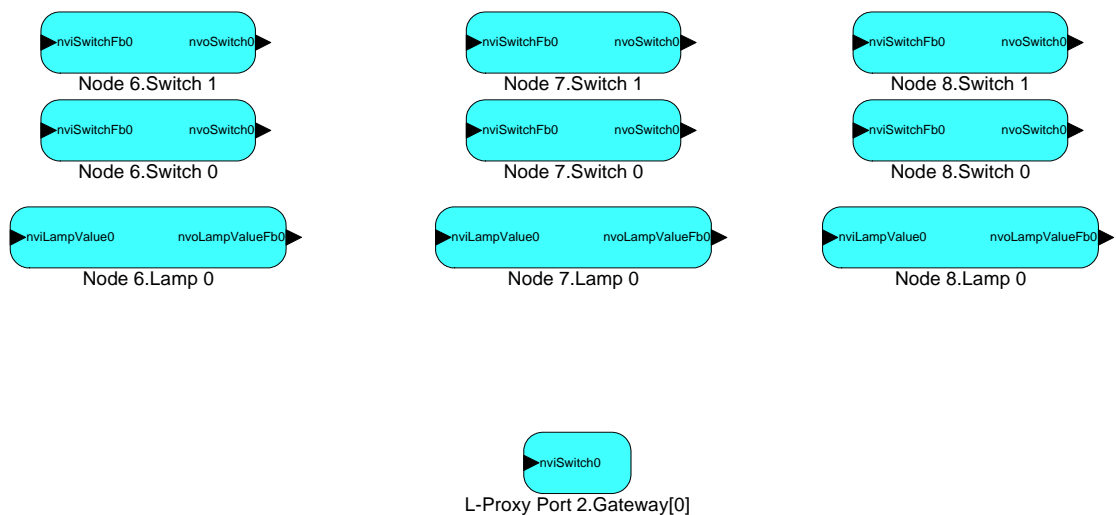 nviSwitchFb0 nvoSwitch0 nviSwitchFb0 nvoSwitch0 nviSwitchFb0 nvoSwitch0
Node 6.Switch 1 Node 7.Switch 1 Node 8.Switch 1
nviSwitchFb0 nvoSwitch0 nviSwitchFb0 nvoSwitch0 nviSwitchFb0 nvoSwitch0
Node 6.Switch 0 Node 7.Switch 0 Node 8.Switch 0
nviLampValue0 nvoLampValueFb0 nviLampValue0 nvoLampValueFb0 nviLampValue0 nvoLampValueFb0
Node 6.Lamp 0 Node 7.Lamp 0 Node 8.Lamp 0
nviSwitch0
L-Proxy Port 2.Gateway[0]